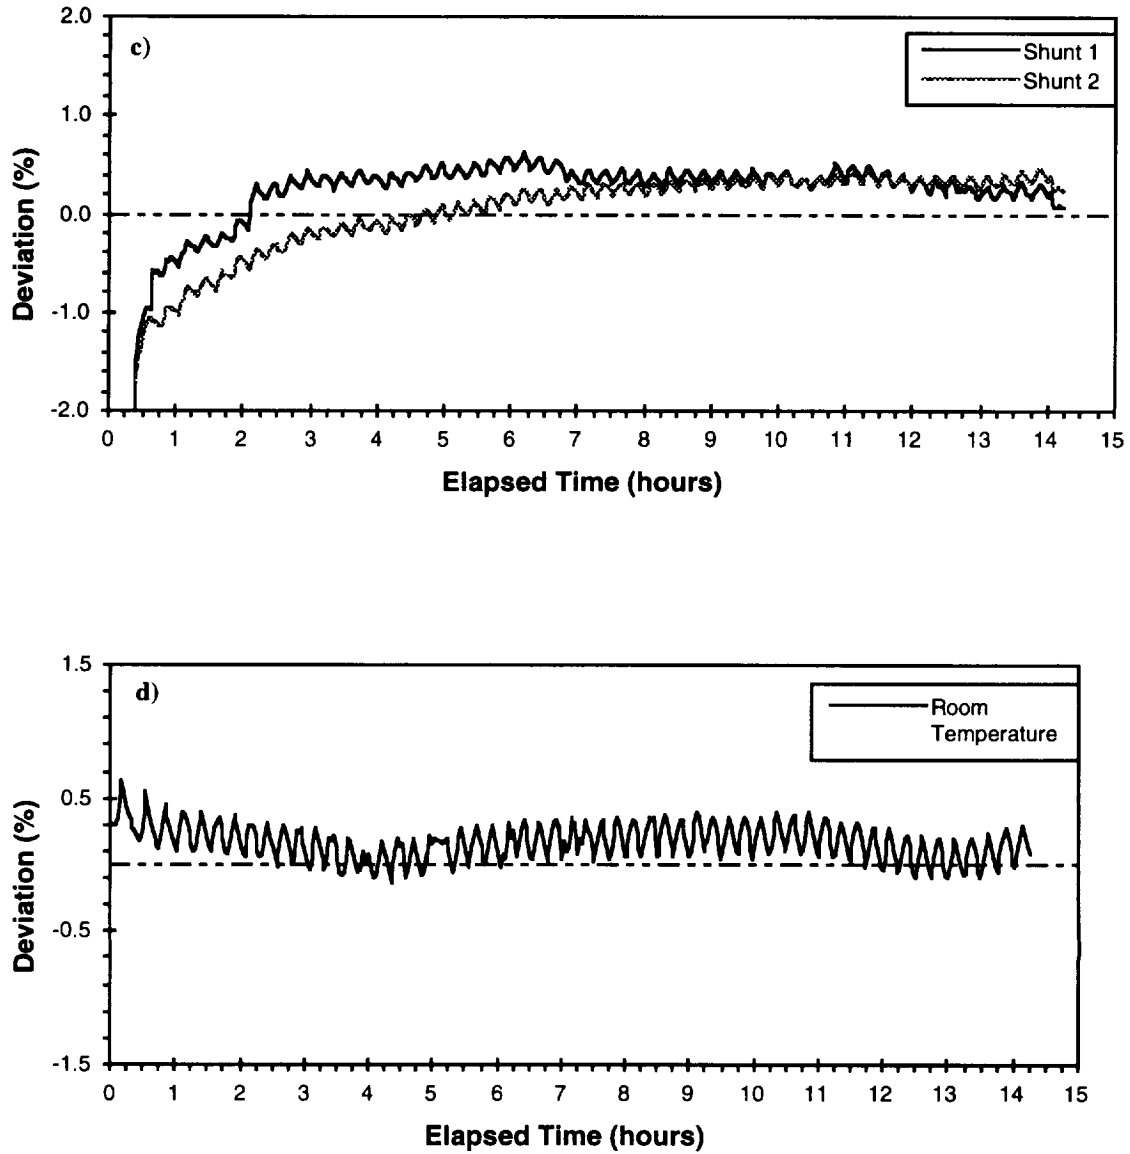 2.0
c)
Shunt 1
Shunt 2
1.0
0.0
-1.0
-2.0
Deviation (%)
0 1 2 3 4 5 6 7 8 9 10 11 12 13 14 15
Elapsed Time (hours)
1.5
d)
Room
Temperature
0.5
-0.5
-1.5
Deviation (%)
0 1 2 3 4 5 6 7 8 9 10 11 12 13 14 15
Elapsed Time (hours)